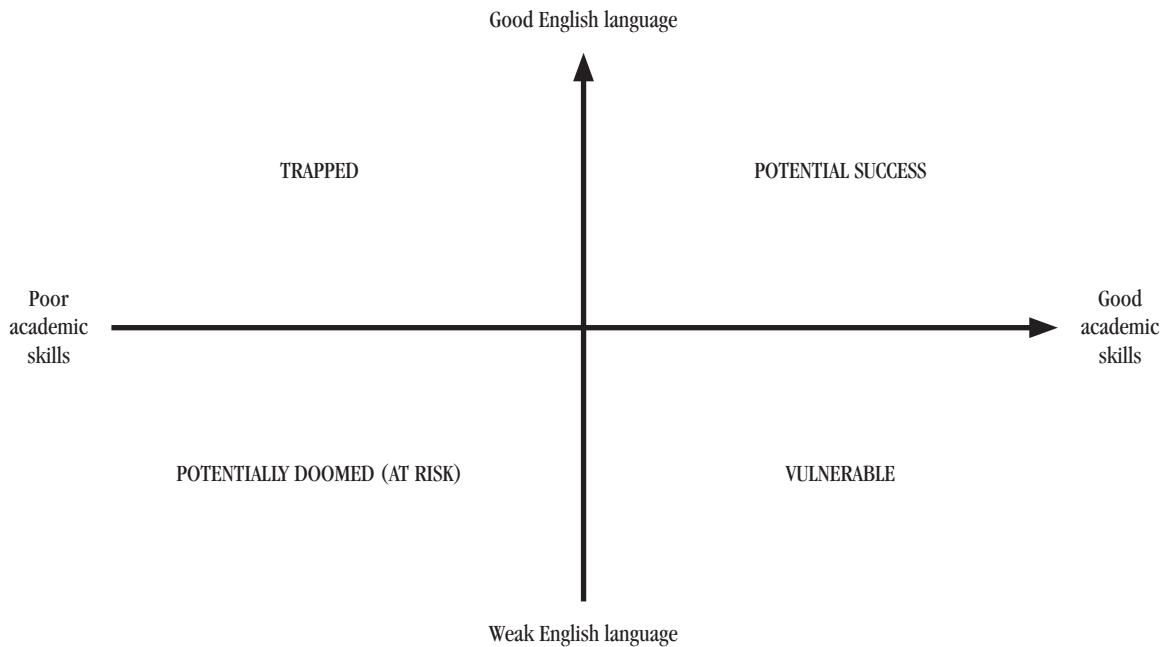 Good English language
TRAPPED
POTENTIAL SUCCESS
Poor
academic
skills
Good
academic
skills
POTENTIALLY DOOMED (AT RISK)
VULNERABLE
Weak English language